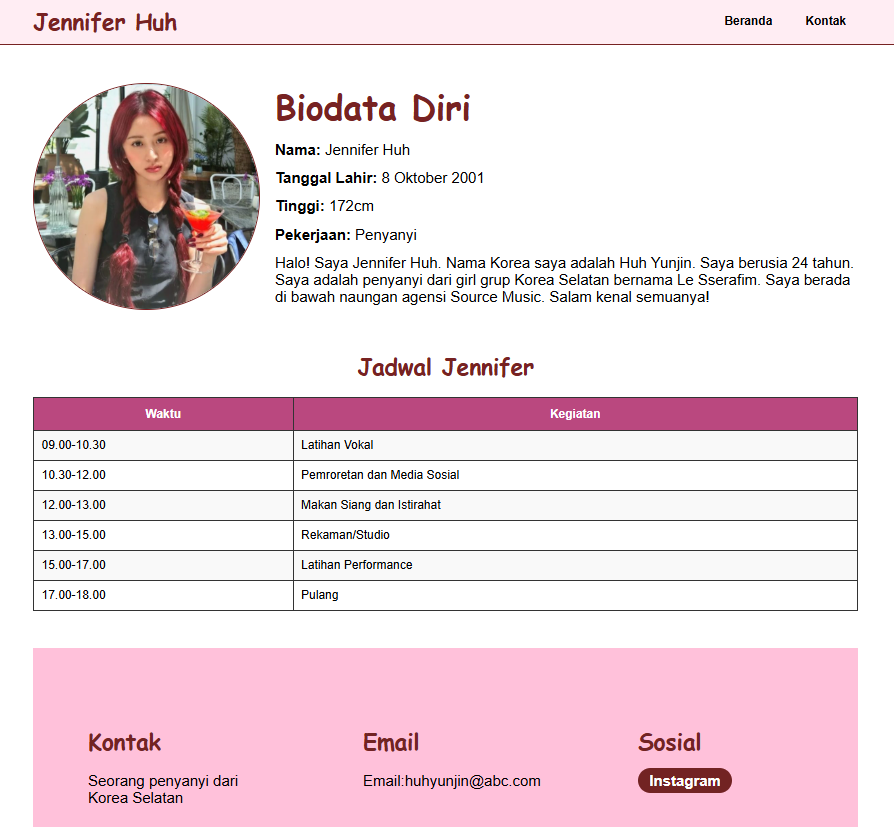 Jennifer Huh
Beranda Kontak
Biodata Diri
Nama: Jennifer Huh
Tanggal Lahir: 8 Oktober 2001
Tinggi: 172cm
Pekerjaan: Penyanyi
Halo! Saya Jennifer Huh. Nama Korea saya adalah Huh Yunjin. Saya berusia 24 tahun.
Saya adalah penyanyi dari girl grup Korea Selatan bernama Le Sserafim. Saya berada
di bawah naungan agensi Source Music. Salam kenal semuanya!
Jadwal Jennifer
Waktu Kegiatan
09.00-10.30 Latihan Vokal
10.30-12.00 Pemroretan dan Media Sosial
12.00-13.00 Makan Siang dan Istirahat
13.00-15.00 Rekaman/Studio
15.00-17.00 Latihan Performance
17.00-18.00 Pulang
Kontak
Seorang penyanyi dari
Korea Selatan
Email
Email:huhyunjin@abc.com
Sosial
Instagram